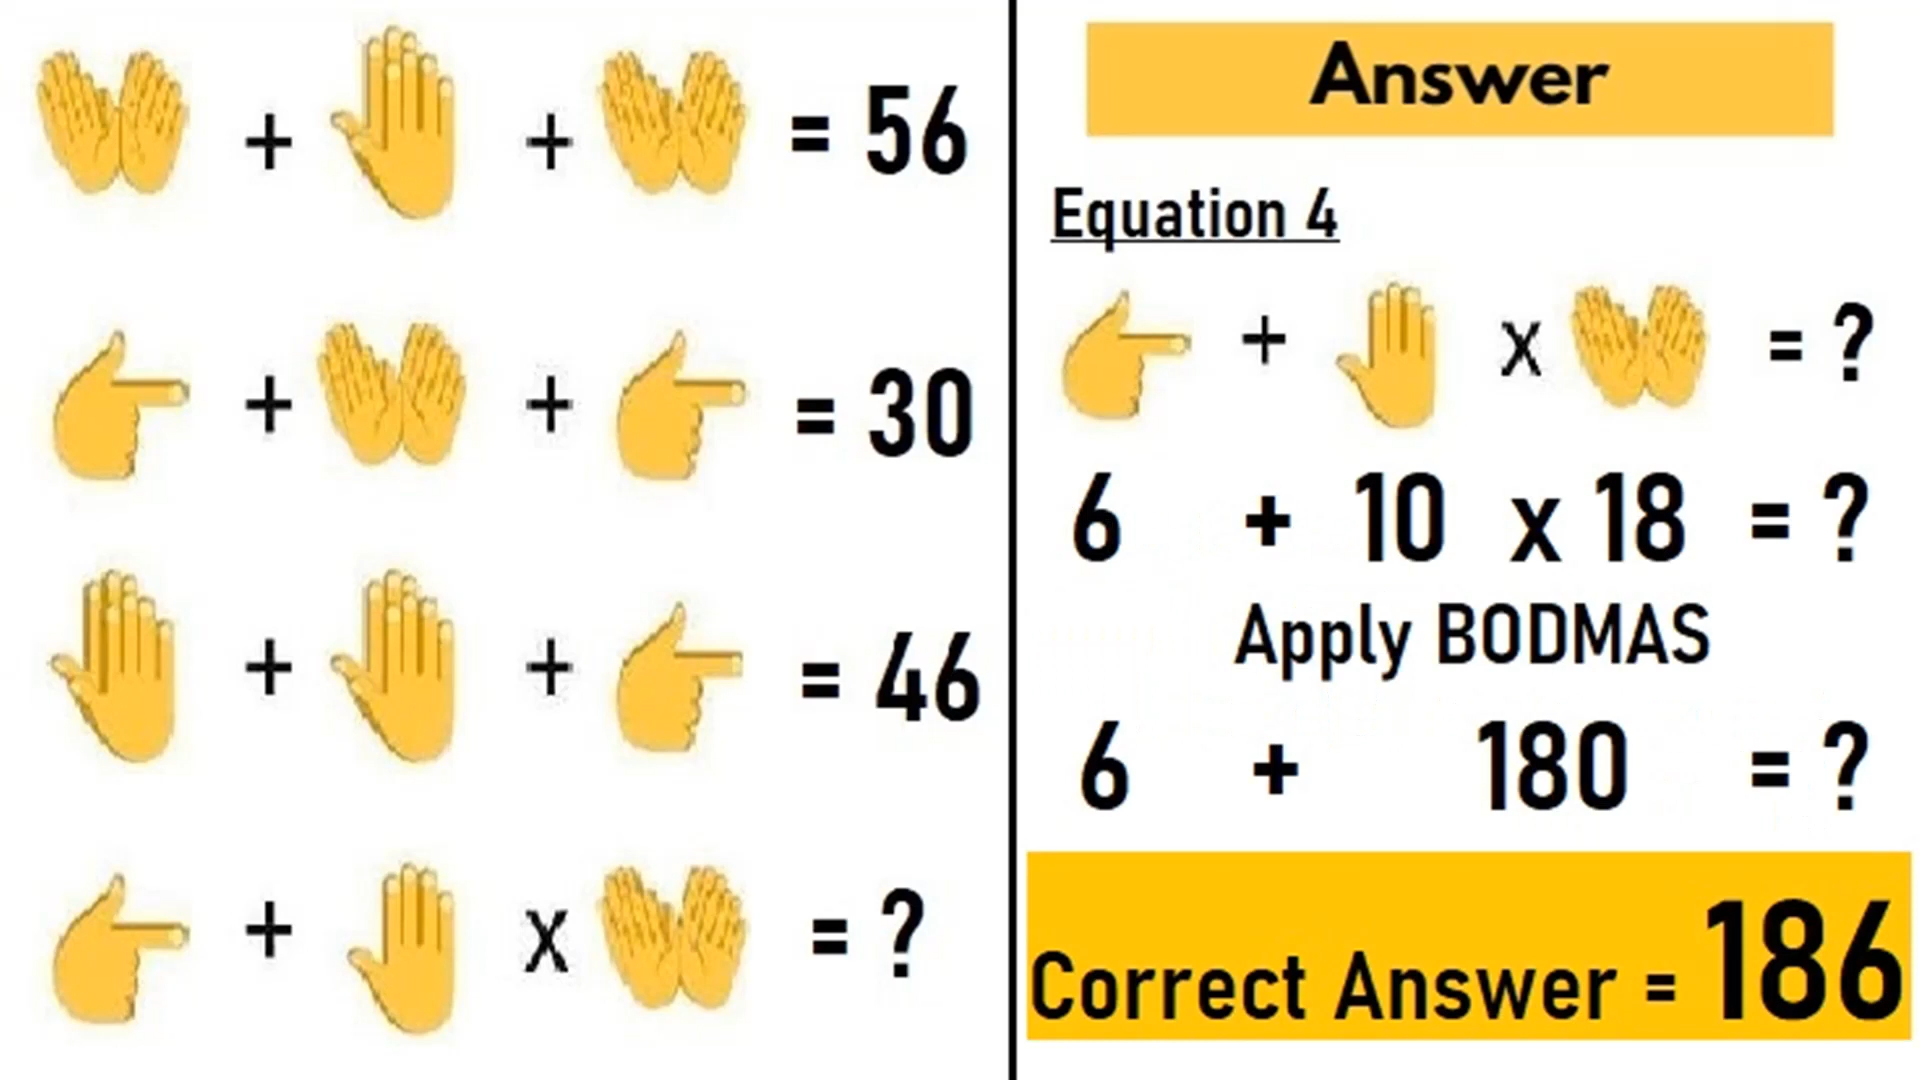 + + = 56
+ + = 30
+ + = 46
+ x = ?
Answer
Equation 4
+ x = ?
6 + 10 x 18 = ?
Apply BODMAS
6 + 180 = ?
Correct Answer = 186